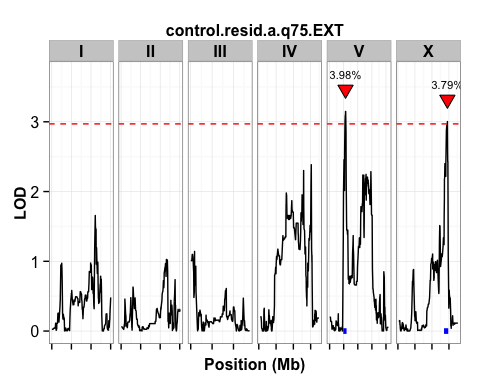 control.resid.a.q75.EXT
I II III IV V X
3.98% 3.79%
LOD
3
2
1
0
Position (Mb)